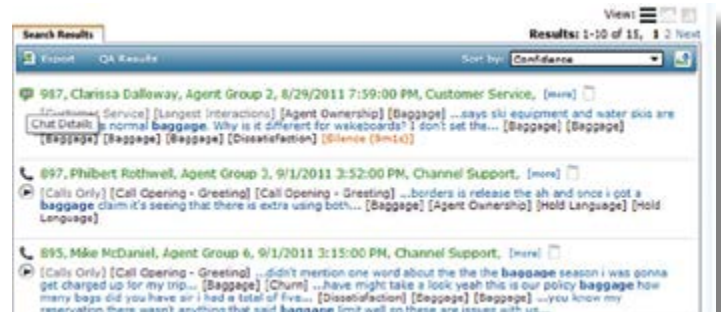 View:
Search Results
Results: 1-10 of 15, 1 2 Next
Export QA Results Sort by: Confidence
987, Clarissa Dalloway, Agent Group 2, 8/29/2011 7:59:00 PM, Customer Service, [more]
[Customer Service] [Longest Interactions] [Agent Ownership] [Baggage] ...says ski equipment and water skis are
Chat Details normal baggage. Why is it different for wakeboards? I don't set the... [Baggage] [Baggage]
[Baggage] [Baggage] [Baggage] [Dissatisfaction] [Silence (9m1s)]
897, Philbert Rothwell, Agent Group 3, 9/1/2011 3:52:00 PM, Channel Support, [more]
[Calls Only] [Call Opening - Greeting] [Call Opening - Greeting] ...borders is release the ah and once i got a
baggage claim it's seeing that there is extra using both... [Baggage] [Agent Ownership] [Hold Language] [Hold
Language]
895, Mike McDaniel, Agent Group 6, 9/1/2011 3:15:00 PM, Channel Support, [more]
[Calls Only] [Call Opening - Greeting] ...didn't mention one word about the the the baggage season i was gonna
get charged up for my trip... [Baggage] [Churn] ...have might take a look yeah this is our policy baggage how
many bags did you have sir i had a total of five... [Dissatisfaction] [Baggage] [Baggage] ...you know my
reservation there wasn't anything that said baggage limit well so these are issues with us...